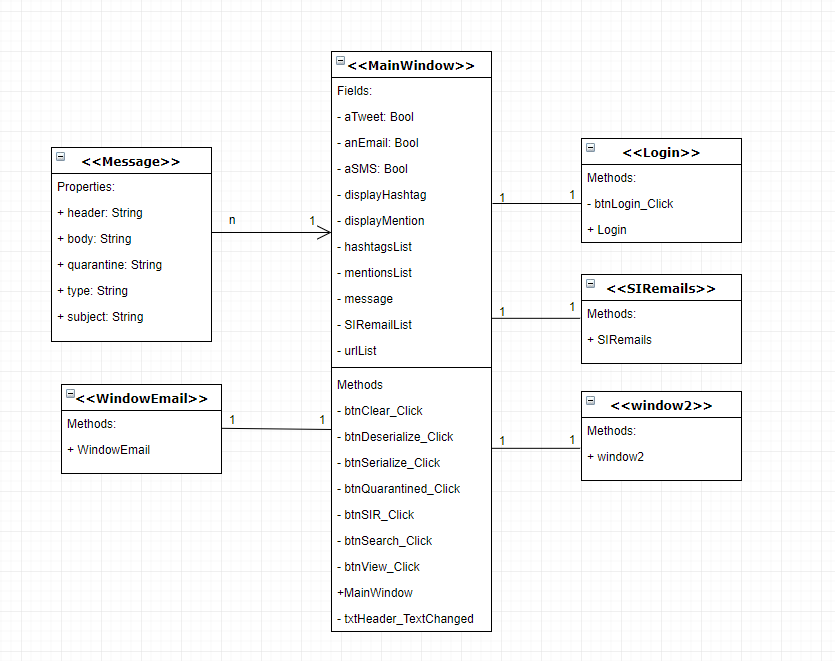 <<MainWindow>>
Fields:
- aTweet: Bool
- anEmail: Bool
- aSMS: Bool
- displayHashtag
- displayMention
- hashtagsList
- mentionsList
- message
- SIRemailList
- urlList
Methods
- btnClear_Click
- btnDeserialize_Click
- btnSerialize_Click
- btnQuarantined_Click
- btnSIR_Click
- btnSearch_Click
- btnView_Click
+MainWindow
- txtHeader_TextChanged
<<Message>>
Properties:
+ header: String
+ body: String
+ quarantine: String
+ type: String
+ subject: String
n
1
<<WindowEmail>>
Methods:
+ WindowEmail
1
1
<<Login>>
Methods:
- btnLogin_Click
+ Login
1
1
<<SIRemails>>
Methods:
+ SIRemails
1
1
<<window2>>
Methods:
+ window2
1
1